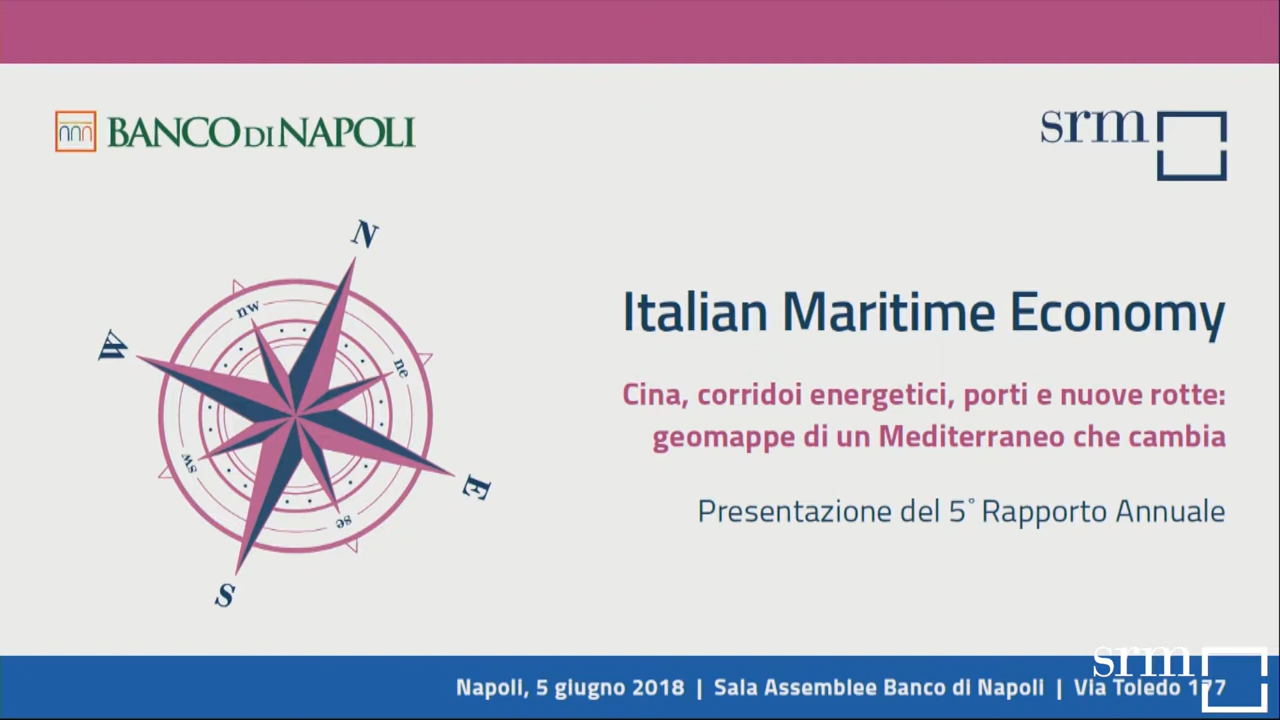 BANCO DI NAPOLI
srm
N
nw
W
ne
sw
E
se
S
Italian Maritime Economy
Cina, corridoi energetici, porti e nuove rotte:
geomappe di un Mediterraneo che cambia
Presentazione del 5° Rapporto Annuale
srm
Napoli, 5 giugno 2018 | Sala Assemblee Banco di Napoli | Via Toledo 177